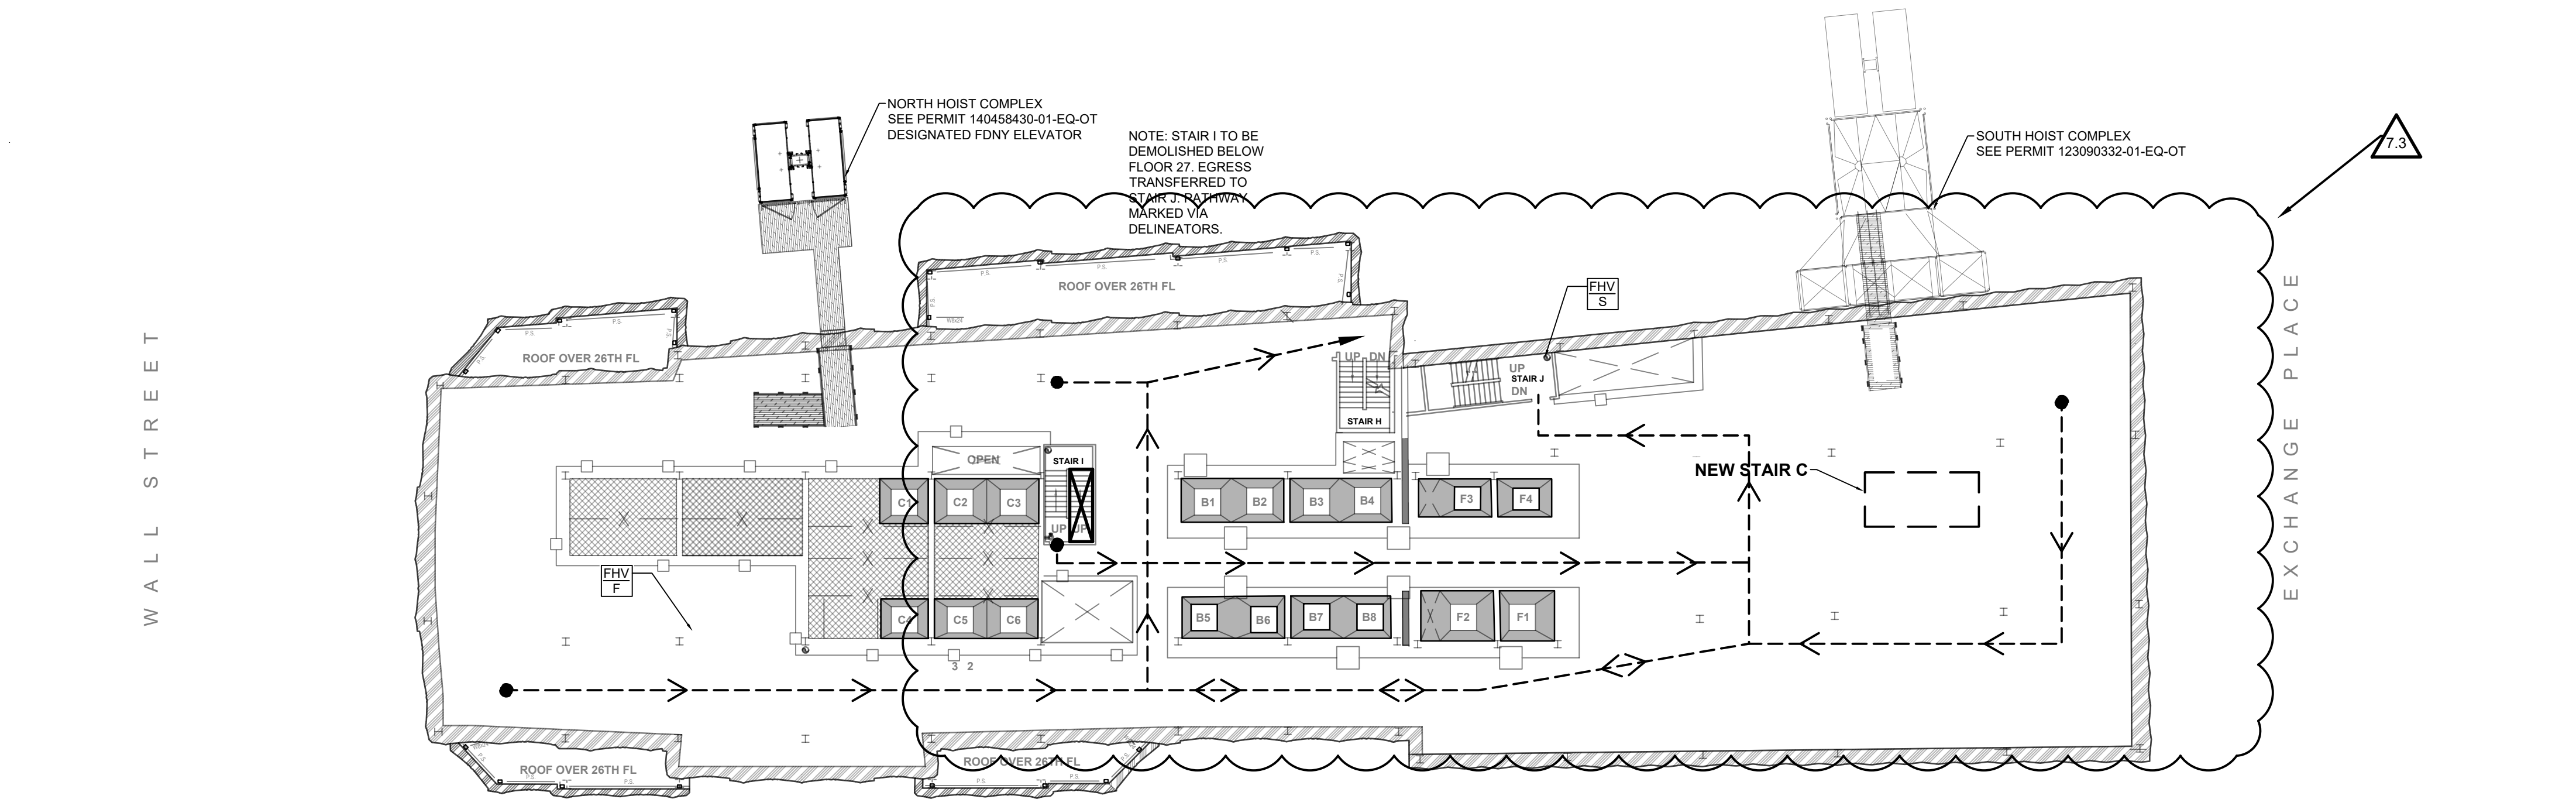 NORTH HOIST COMPLEX
SEE PERMIT 140458430-01-EQ-OT
DESIGNATED FDNY ELEVATOR
NOTE: STAIR I TO BE
DEMOLISHED BELOW
FLOOR 27. EGRESS
TRANSFERRED TO
STAIR J. PATHWAY
MARKED VIA
DELINEATORS.
SOUTH HOIST COMPLEX
SEE PERMIT 123090332-01-EQ-OT
7.3
WALL STREET
EXCHANGE PLACE
ROOF OVER 26TH FL
P.S.
P.S.
P.S.
P.S.
P.S.
P.S.
W8x24
ROOF OVER 26TH FL
P.S.
P.S.
P.S.
FHV
S
UP DN
STAIR H
UP
STAIR J
DN
OPEN
STAIR I
UP UP
NEW STAIR C
C1
C2
C3
B1
B2
B3
B4
F3
F4
FHV
F
C4
C5
C6
B5
B6
B7
B8
F2
F1
3 2
ROOF OVER 26TH FL
P.S.
P.S.
P.S.
ROOF OVER 26TH FL
P.S.
P.S.
P.S.